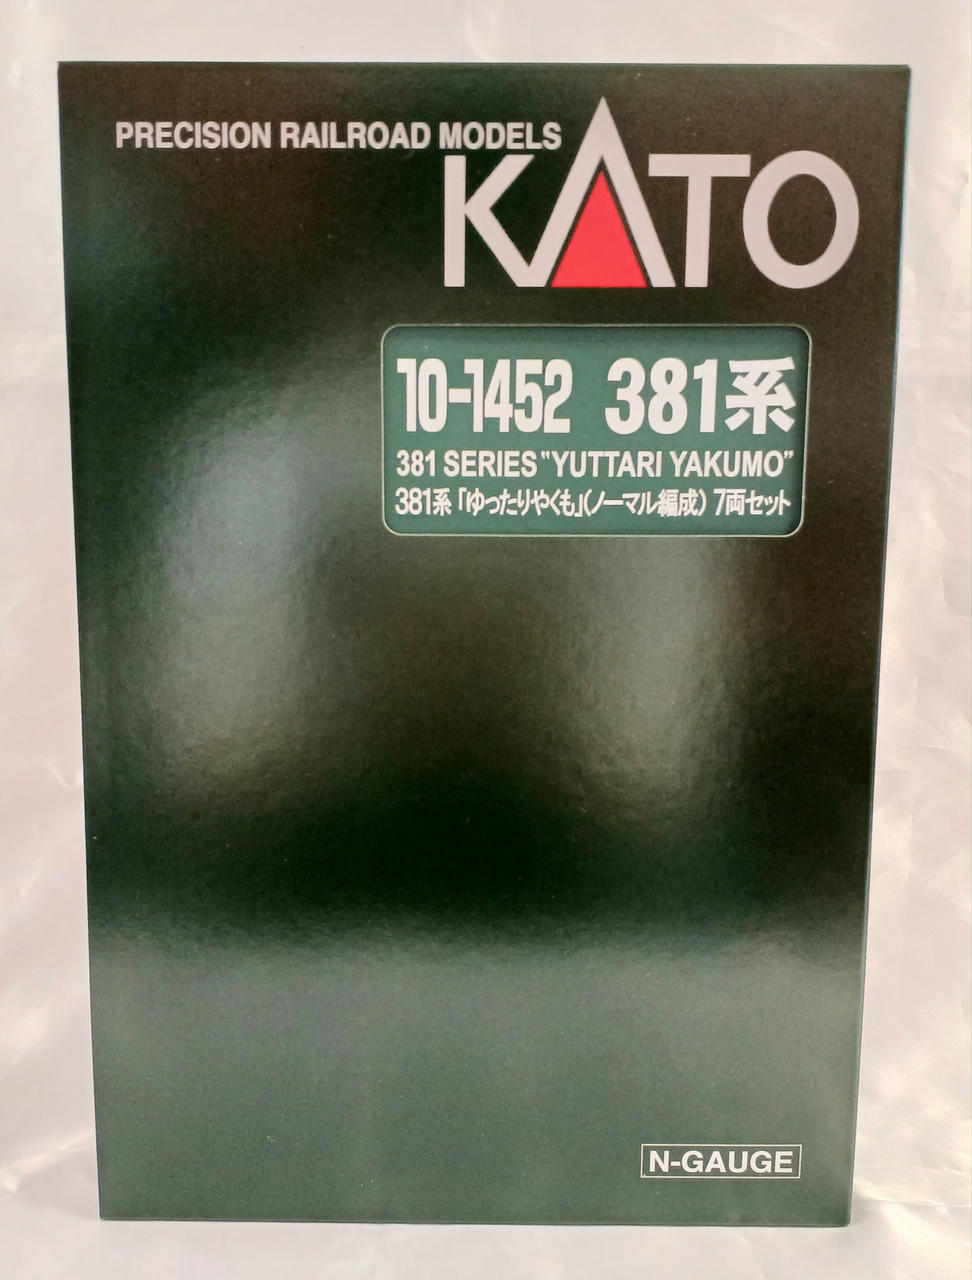 PRECISION RAILROAD MODELS
KATO
10-1452 381系
381 SERIES "YUTTARI YAKUMO"
381系「ゆったりやくも」(ノーマル編成) 7両セット
N-GAUGE